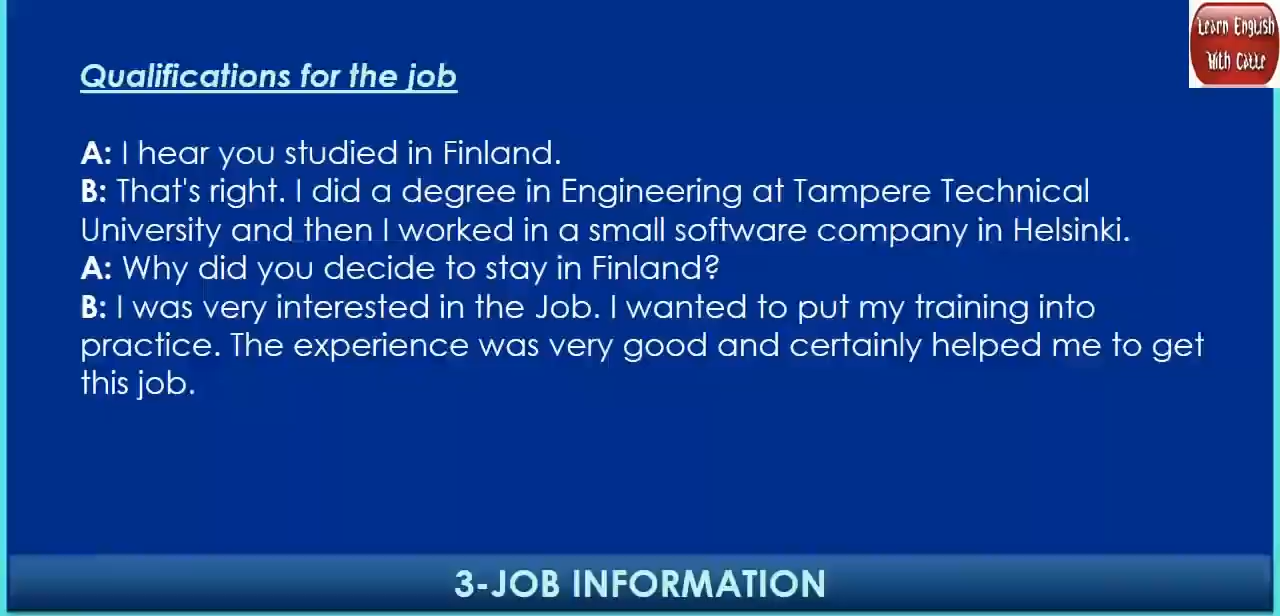 Learn English
With Cattr
Qualifications for the job
A: I hear you studied in Finland.
B: That's right. I did a degree in Engineering at Tampere Technical
University and then I worked in a small software company in Helsinki.
A: Why did you decide to stay in Finland?
B: I was very interested in the Job. I wanted to put my training into
practice. The experience was very good and certainly helped me to get
this job.
3-JOB INFORMATION